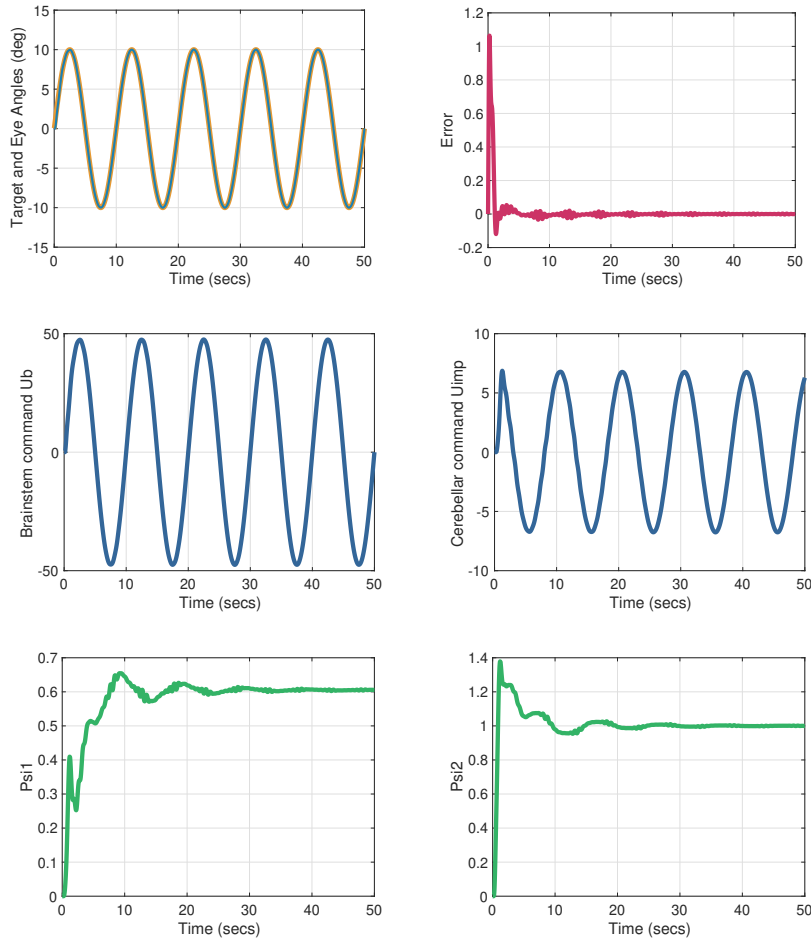 Target and Eye Angles (deg)
15
10
5
0
-5
-10
-15
0 10 20 30 40 50
Time (secs)
Error
1.2
1
0.8
0.6
0.4
0.2
0
-0.2
0 10 20 30 40 50
Time (secs)
Brainstem command Ub
50
0
-50
0 10 20 30 40 50
Time (secs)
Cerebellar command Uimp
10
5
0
-5
-10
0 10 20 30 40 50
Time (secs)
Psi1
0.7
0.6
0.5
0.4
0.3
0.2
0.1
0
0 10 20 30 40 50
Time (secs)
Psi2
1.4
1.2
1
0.8
0.6
0.4
0.2
0
0 10 20 30 40 50
Time (secs)